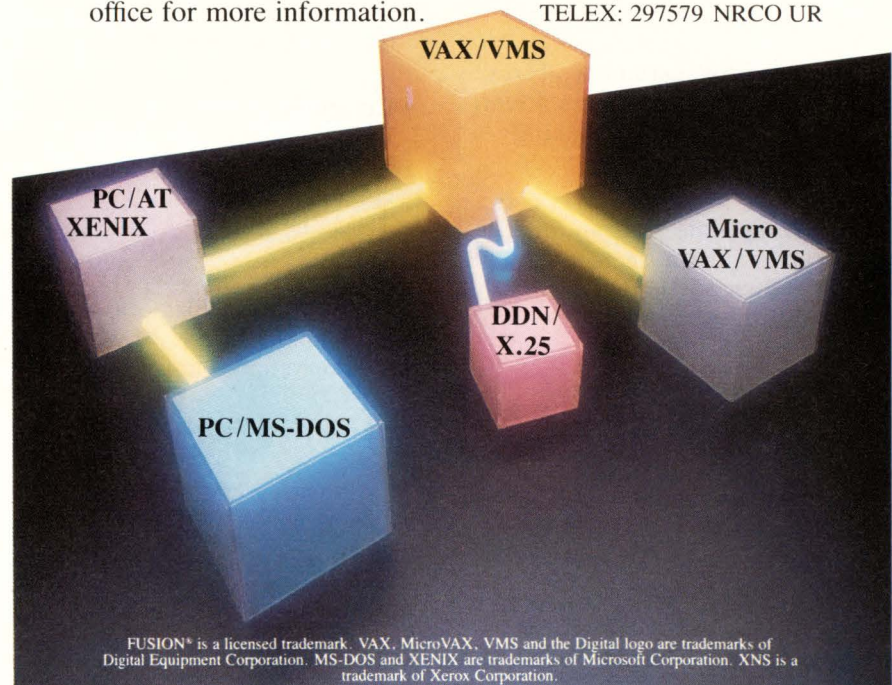 office for more information.
TELEX: 297579 NRCO UR
VAX/VMS
PC/AT
XENIX
Micro
VAX/VMS
DDN/
X.25
PC/MS-DOS
FUSION® is a licensed trademark. VAX, MicroVAX, VMS and the Digital logo are trademarks of
Digital Equipment Corporation. MS-DOS and XENIX are trademarks of Microsoft Corporation. XNS is a
trademark of Xerox Corporation.